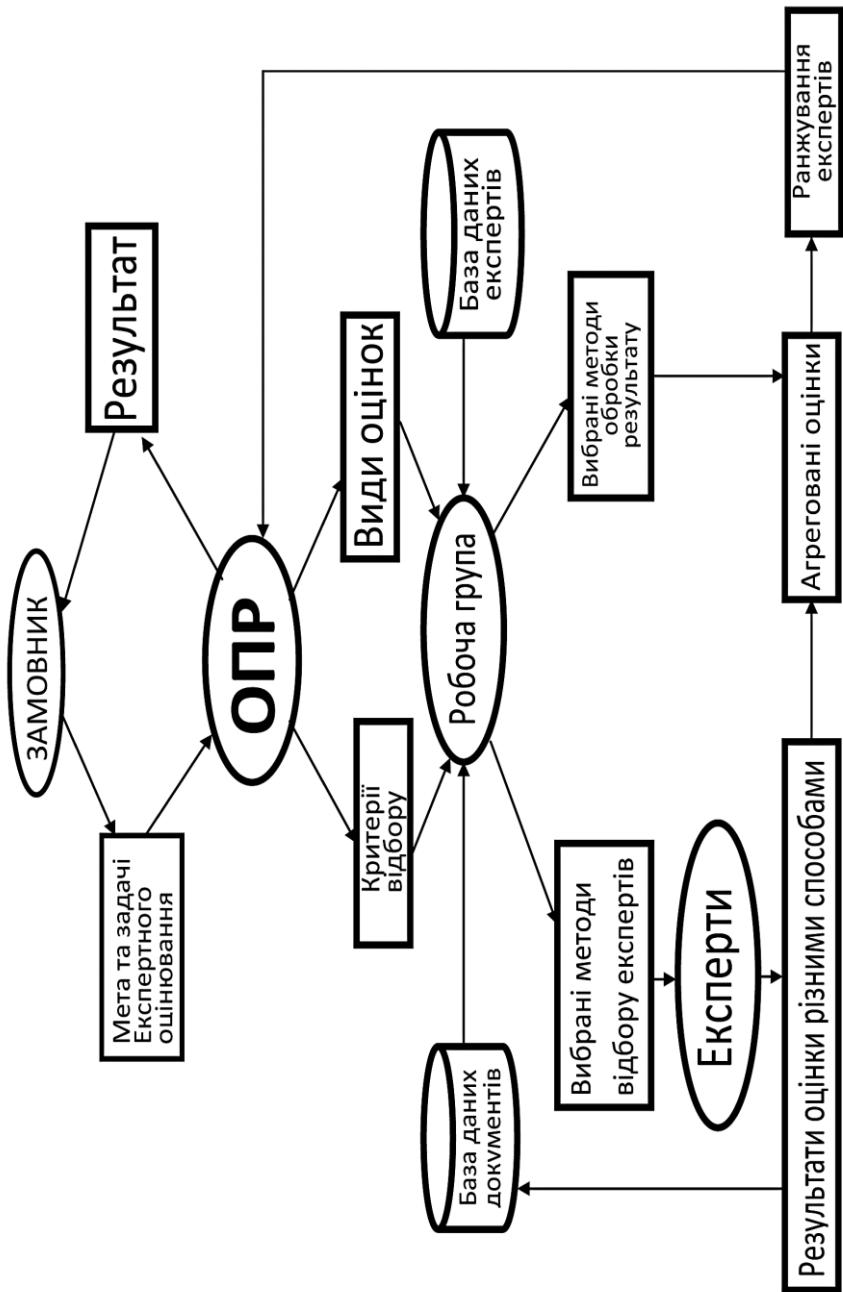 ЗАМОВНИК
Мета та задачі
Експертного
оцінювання
Результат
ОПР
Критерії
відбору
Види оцінок
База даних
документів
Робоча група
База даних
експертів
Вибрані методи
відбору експертів
Вибрані методи
обробки
результату
Експерти
Результати оцінки різними способами
Агреговані оцінки
Ранжування
експертів